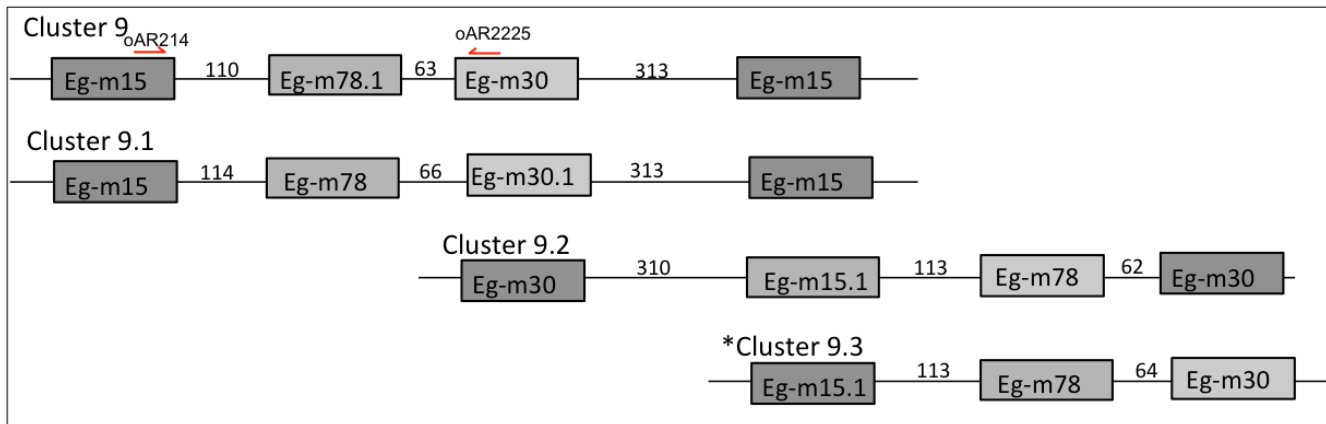 Cluster 9
oAR214 oAR2225
Eg-m15 110 Eg-m78.1 63 Eg-m30 313 Eg-m15
Cluster 9.1
Eg-m15 114 Eg-m78 66 Eg-m30.1 313 Eg-m15
Cluster 9.2
Eg-m30 310 Eg-m15.1 113 Eg-m78 62 Eg-m30
*Cluster 9.3
Eg-m15.1 113 Eg-m78 64 Eg-m30